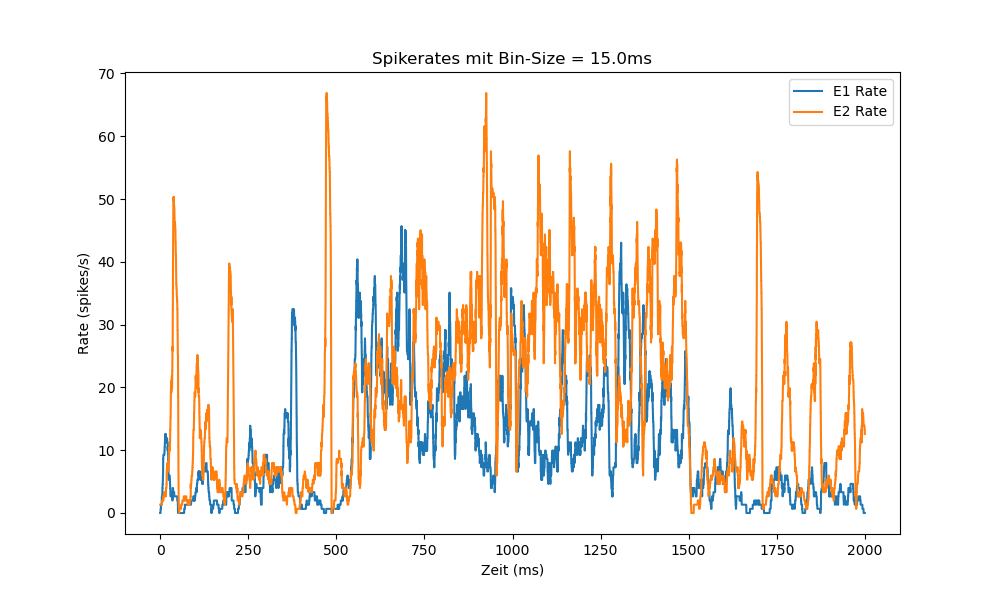 Spikerates mit Bin-Size = 15.0ms
E1 Rate
E2 Rate
70
60
50
40
30
20
10
0
Rate (spikes/s)
0 250 500 750 1000 1250 1500 1750 2000
Zeit (ms)